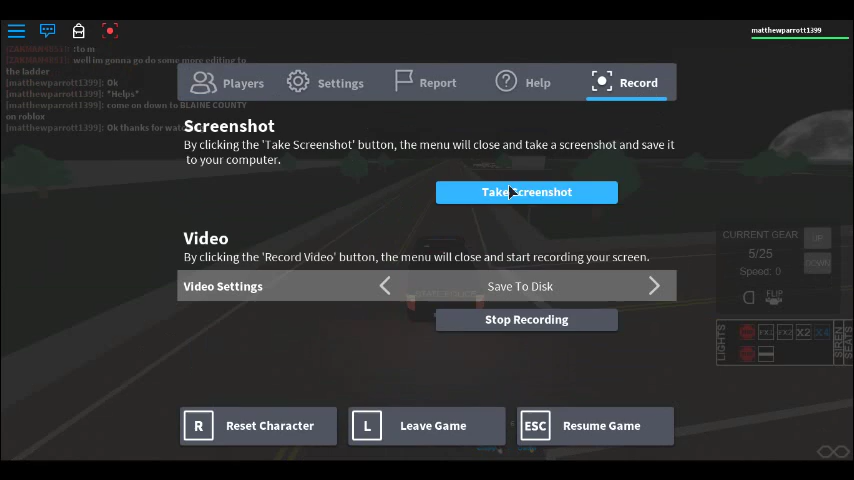 matthewparrott1399
to m
well im gonna go do some more editing to
the ladder
[matthewparrott1399]: Ok
[matthewparrott1399]: *Helps*
[matthewparrott1399]: come on down to BLAINE COUNTY
on roblox
[matthewparrott1399]: Ok thanks for
Players
Settings
Report
Help
Record
Screenshot
By clicking the 'Take Screenshot' button, the menu will close and take a screenshot and save it
to your computer.
Take Screenshot
Video
By clicking the 'Record Video' button, the menu will close and start recording your screen.
Video Settings
Save To Disk
Stop Recording
CURRENT GEAR
5/25
Speed: 0
UP
DOWN
FLIP
LIGHTS
X2
X4
SIREN
SEATS
R Reset Character
L Leave Game
ESC Resume Game